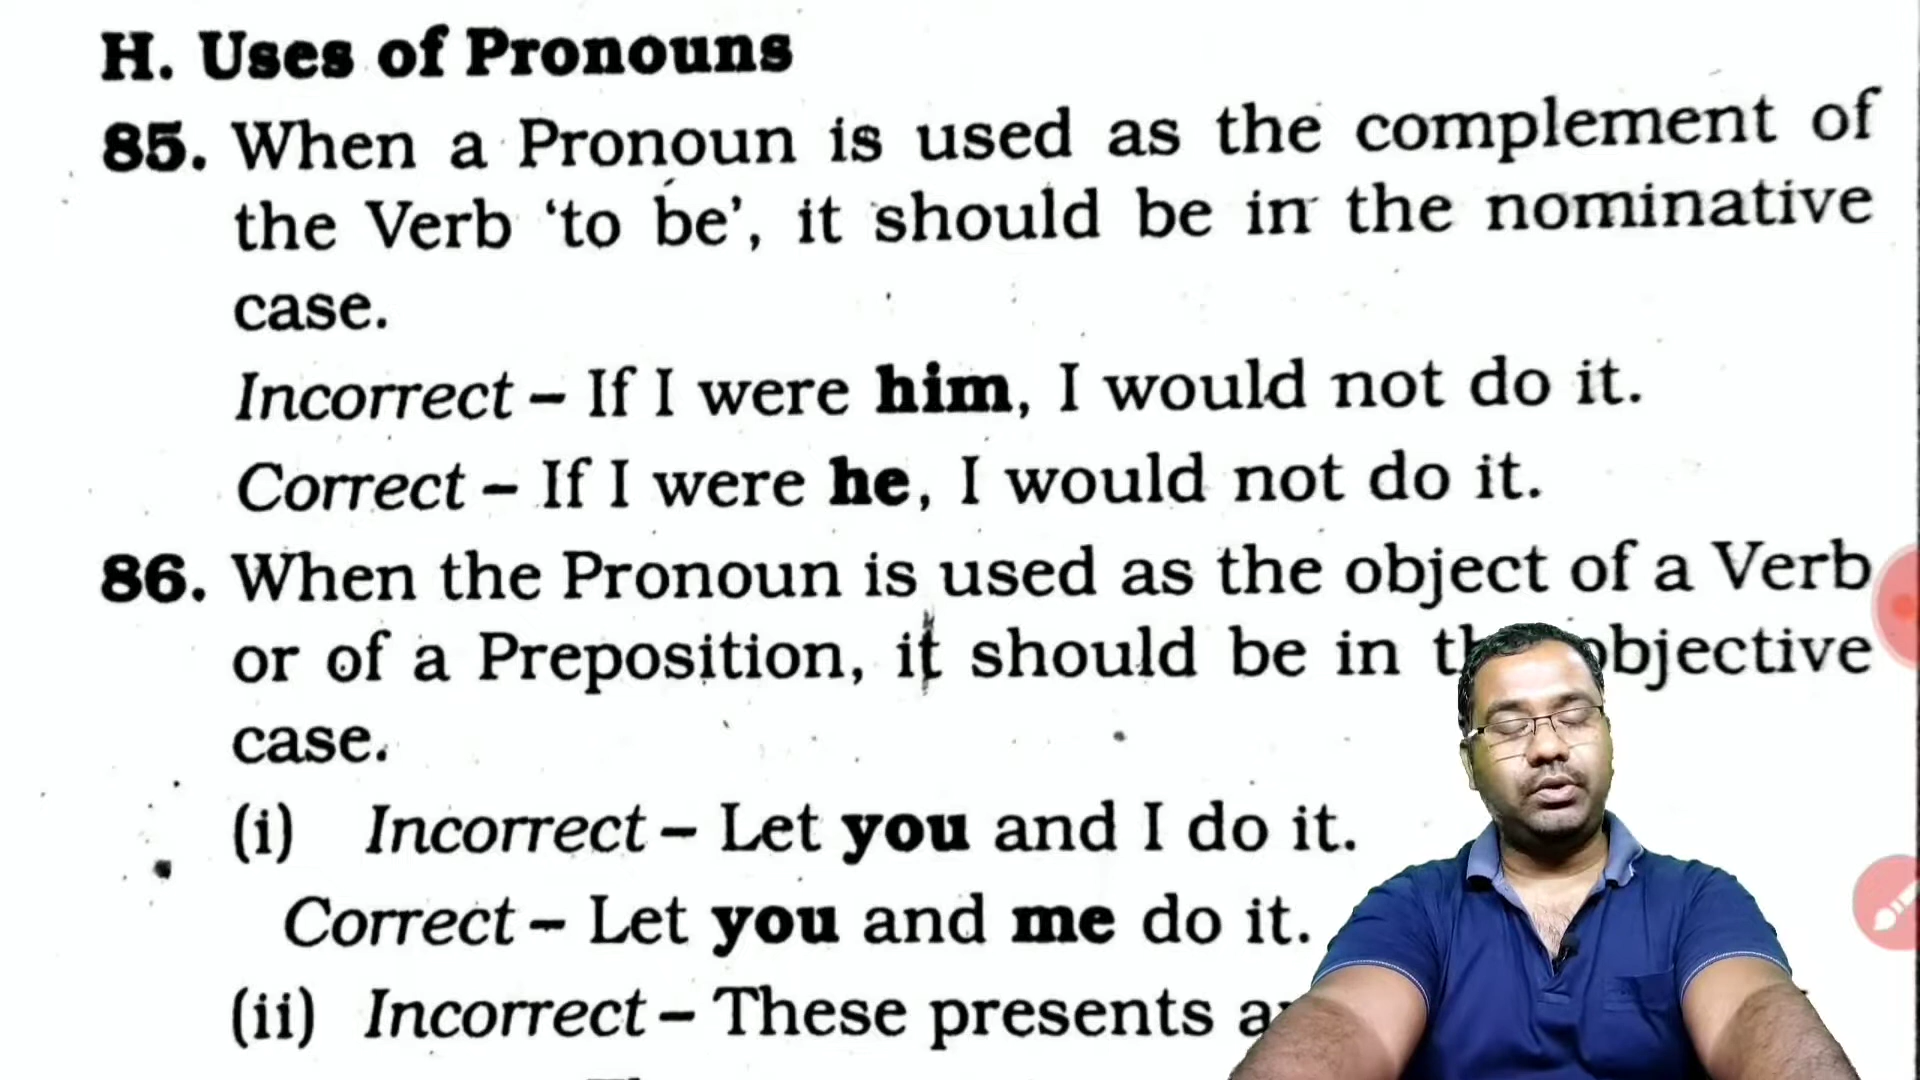 H. Uses of Pronouns
85. When a Pronoun is used as the complement of
the Verb ‘to be’, it should be in the nominative
case.
Incorrect – If I were him, I would not do it.
Correct – If I were he, I would not do it.
86. When the Pronoun is used as the object of a Verb
or of a Preposition, it should be in objective
case.
(i) Incorrect – Let you and I do it.
Correct – Let you and me do it.
(ii) Incorrect – These presents